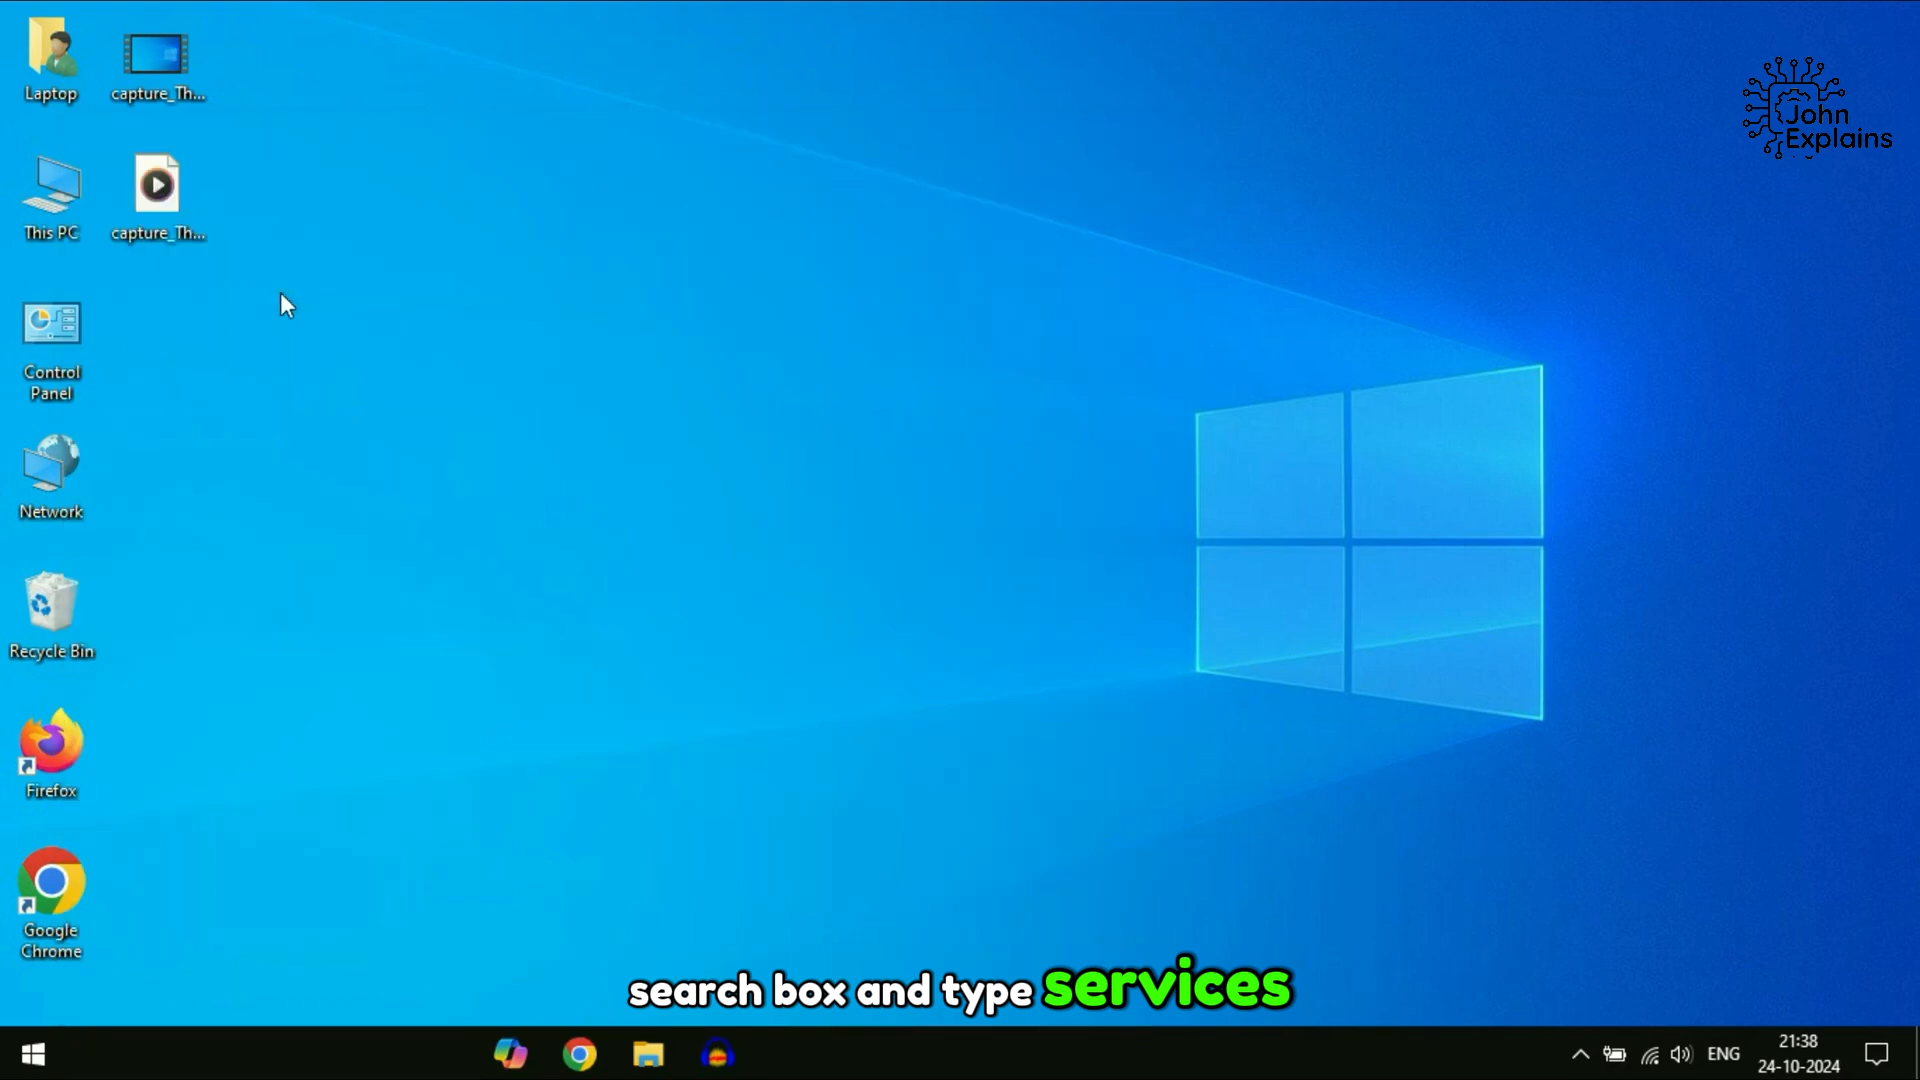 Laptop
capture_Th...
This PC
capture_Th...
Control
Panel
Network
Recycle Bin
Firefox
Google
Chrome
John
Explains
search box and type services
ENG
21:38
24-10-2024